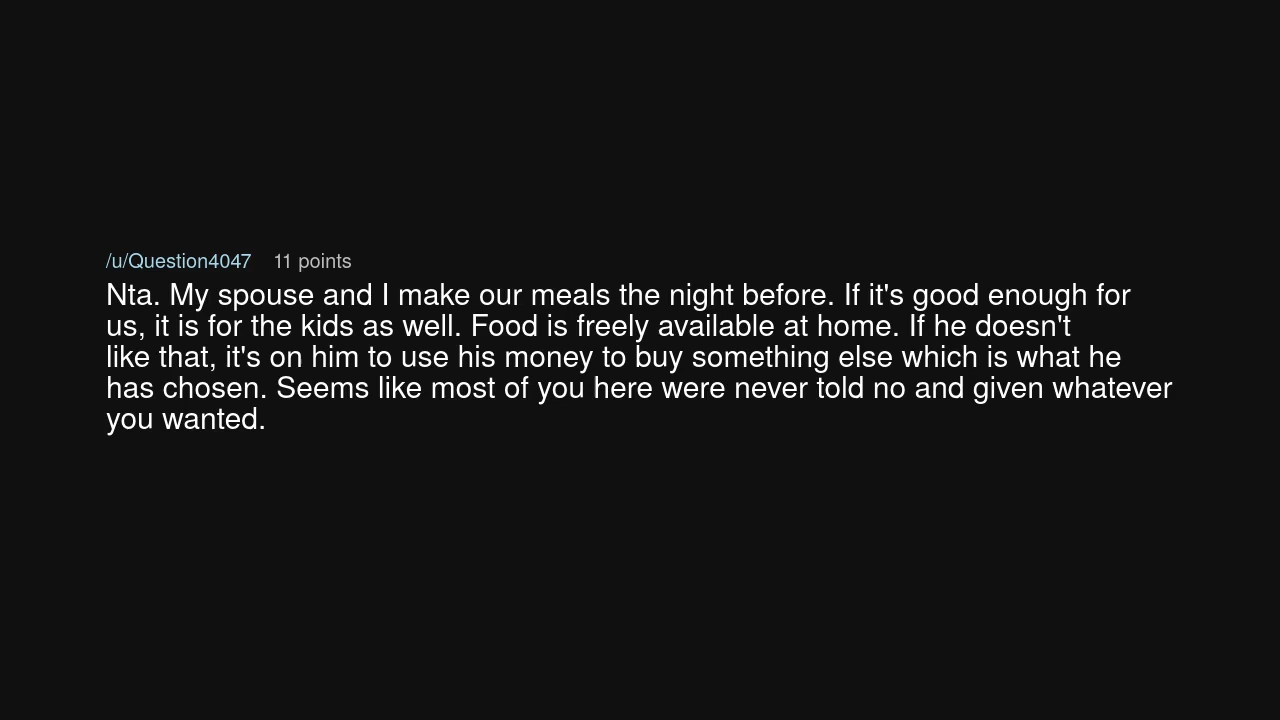 /u/Question4047 11 points
Nta. My spouse and I make our meals the night before. If it's good enough for
us, it is for the kids as well. Food is freely available at home. If he doesn't
like that, it's on him to use his money to buy something else which is what he
has chosen. Seems like most of you here were never told no and given whatever
you wanted.